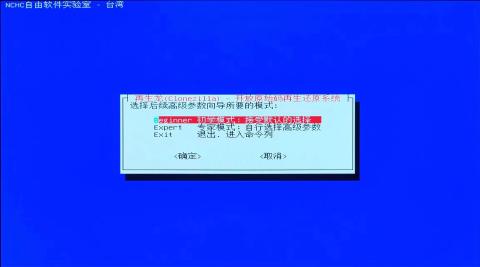 NCHC自由软件实验室 - 台湾
再生龙(Clonezilla) - 开放原始码再生还原系统
选择后续高级参数向导所要的模式:
Beginner 初学模式: 接受默认的选择
Expert 专家模式: 自行选择高级参数
Exit 退出. 进入命令列
<确定> <取消>